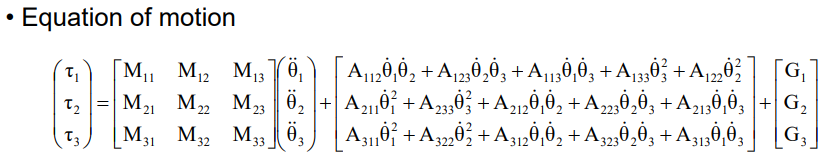 • Equation of motion
(τ₁) = [M₁₁ M₁₂ M₁₃](θ̈₁) + [A₁₁₂θ̇₁θ̇₂ + A₁₂₃θ̇₂θ̇₃ + A₁₁₃θ̇₁θ̇₃ + A₁₃₃θ̇₃² + A₁₂₂θ̇₂²] + [G₁]
(τ₂) = [M₂₁ M₂₂ M₂₃](θ̈₂) + [A₂₁₁θ̇₁² + A₂₃₃θ̇₃² + A₂₁₂θ̇₁θ̇₂ + A₂₂₃θ̇₂θ̇₃ + A₂₁₃θ̇₁θ̇₃] + [G₂]
(τ₃) = [M₃₁ M₃₂ M₃₃](θ̈₃) + [A₃₁₁θ̇₁² + A₃₂₂θ̇₂² + A₃₁₂θ̇₁θ̇₂ + A₃₂₃θ̇₂θ̇₃ + A₃₁₃θ̇₁θ̇₃] + [G₃]